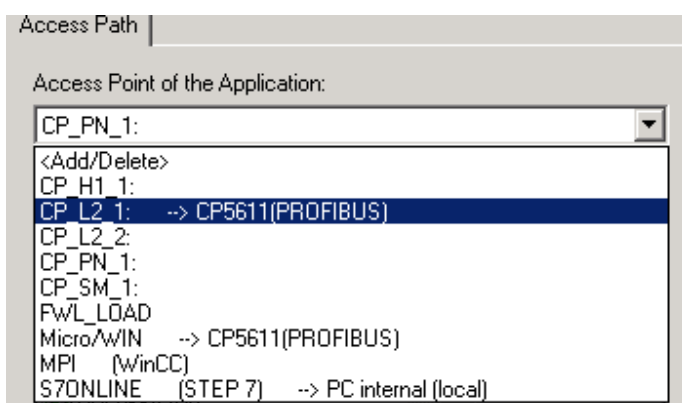 Access Path
Access Point of the Application:
CP_PN_1:
<Add/Delete>
CP_H1_1:
CP_L2_1: --> CP5611(PROFIBUS)
CP_L2_2:
CP_PN_1:
CP_SM_1:
FWL_LOAD
Micro/WIN --> CP5611(PROFIBUS)
MPI (WinCC)
S7ONLINE (STEP 7) --> PC internal (local)